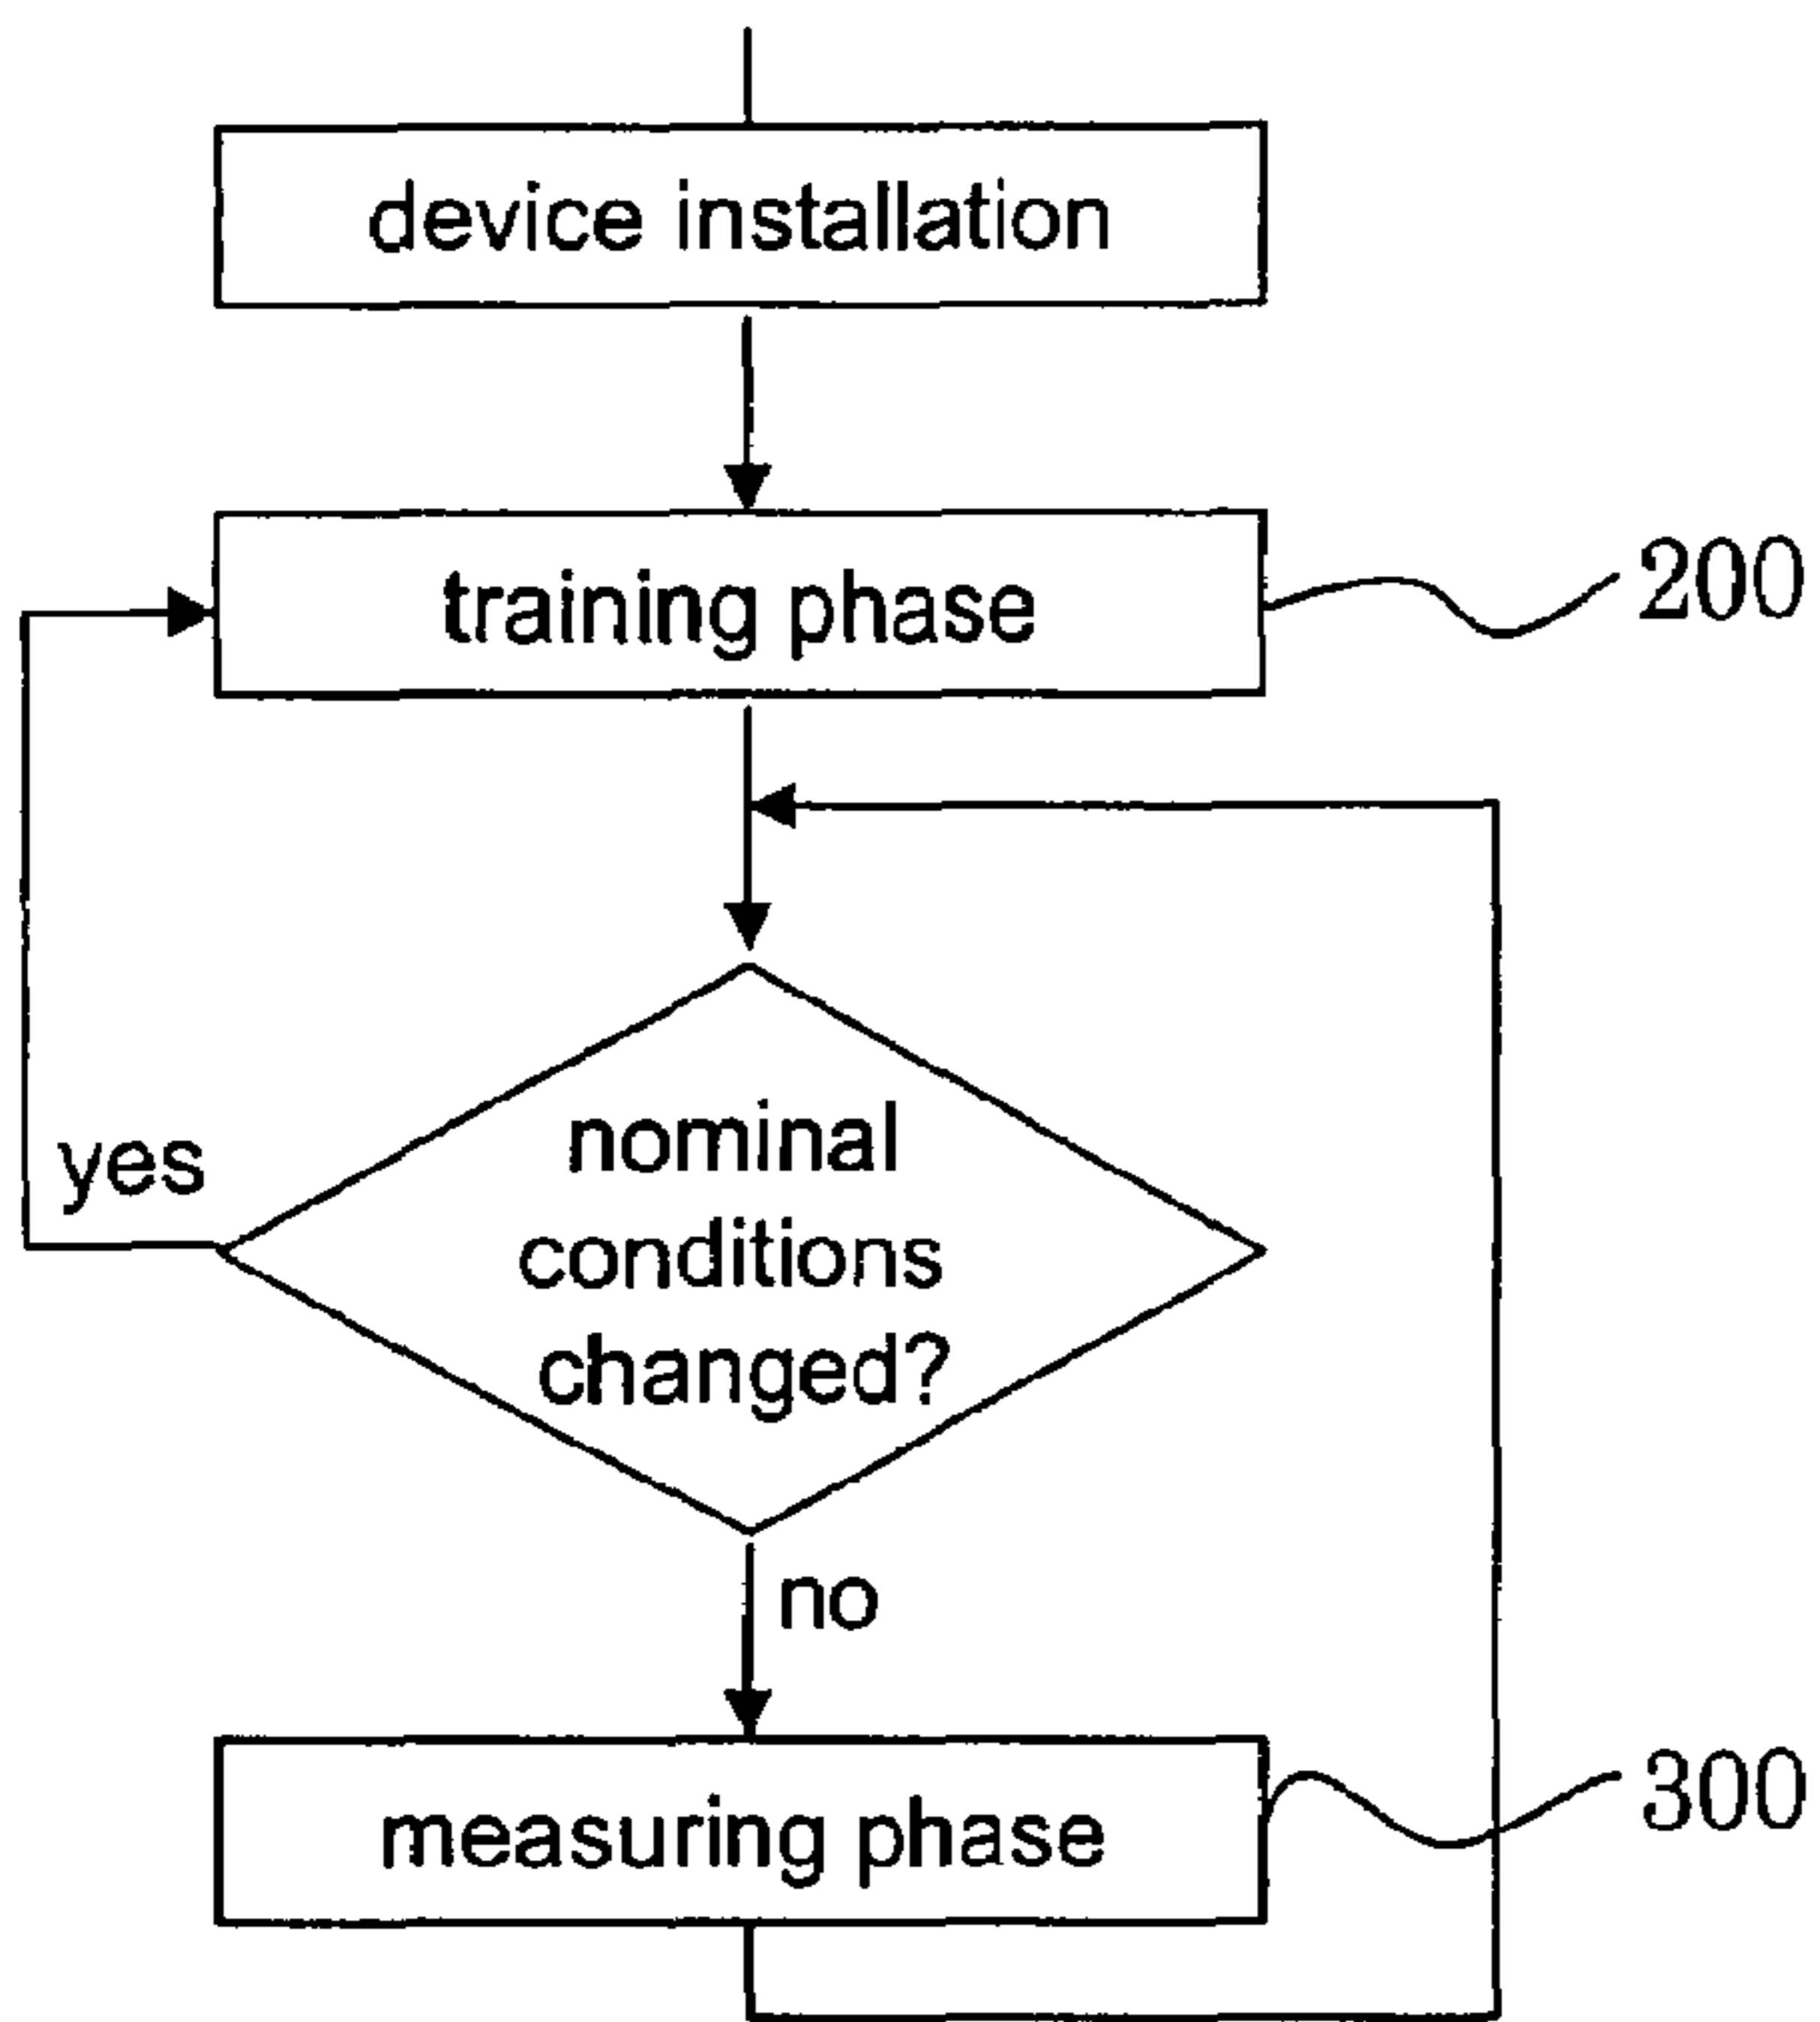 device installation
training phase
200
nominal
conditions
changed?
yes
no
measuring phase
300